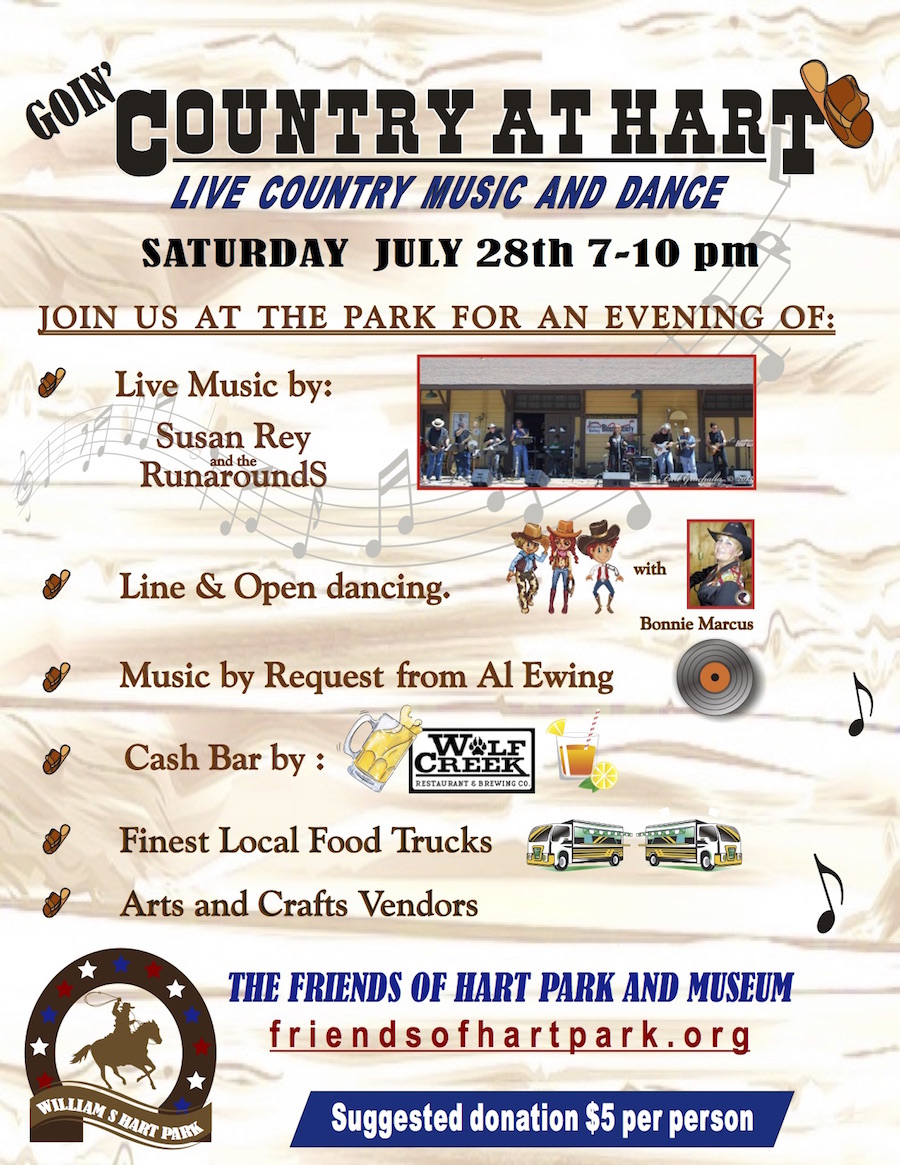 GOIN'
COUNTRY AT HART
LIVE COUNTRY MUSIC AND DANCE
SATURDAY JULY 28th 7-10 pm
JOIN US AT THE PARK FOR AN EVENING OF:
Live Music by:
Susan Rey
and the
RunaroundS
Line & Open dancing.
with
Bonnie Marcus
Music by Request from Al Ewing
Cash Bar by :
WOLF
CREEK
RESTAURANT & BREWING CO.
Finest Local Food Trucks
Arts and Crafts Vendors
THE FRIENDS OF HART PARK AND MUSEUM
friendsofhartpark.org
WILLIAM S HART PARK
Suggested donation $5 per person